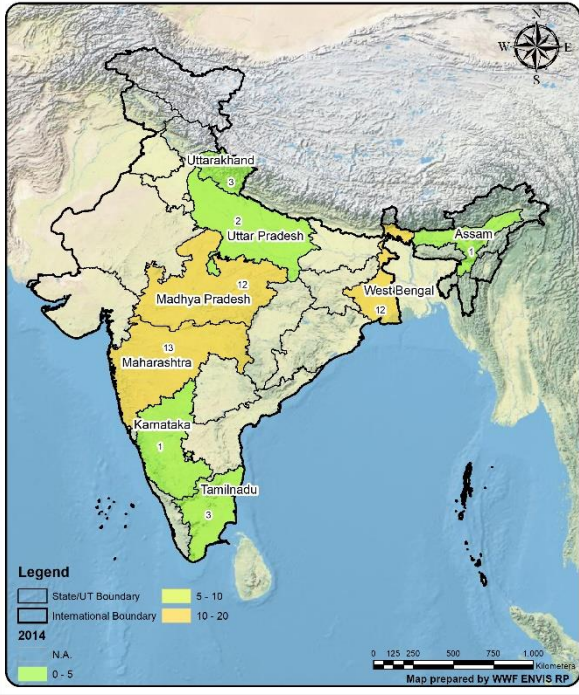 N
W E
S
Uttarakhand
3
2
Uttar Pradesh
Assam
1
12
Madhya Pradesh
West Bengal
12
13
Maharashtra
Karnataka
1
Tamilnadu
3
Legend
State/UT Boundary
International Boundary
2014
N.A.
0 - 5
5 - 10
10 - 20
0 125 250 500 750 1,000
Kilometers
Map prepared by WWF ENVIS RP